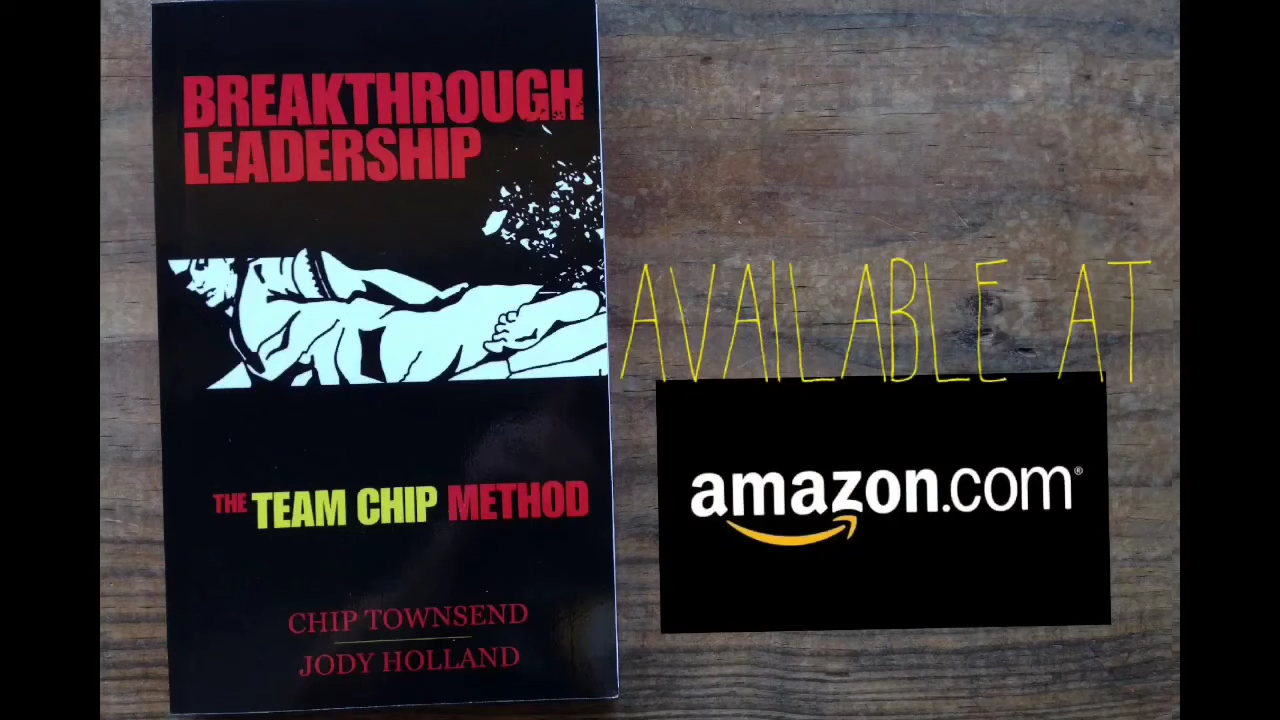 BREAKTHROUGH
LEADERSHIP
THE TEAM CHIP METHOD
CHIP TOWNSEND
JODY HOLLAND
AVAILABLE AT
amazon.com®